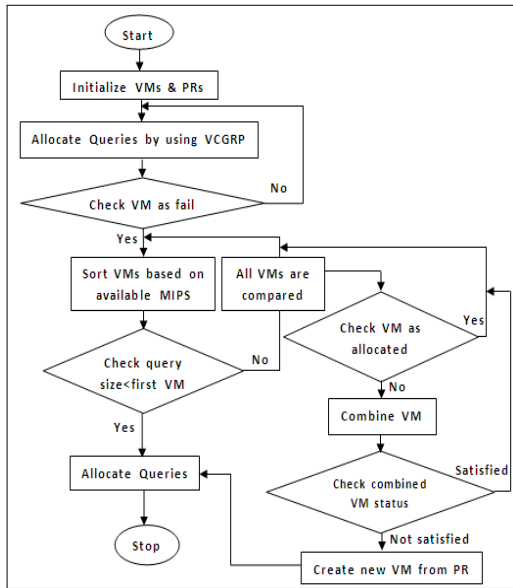 Start
Initialize VMs & PRs
Allocate Queries by using VCGRP
No
Check VM as fail
Yes
Sort VMs based on
available MIPS
All VMs are
compared
Check VM as
allocated
Yes
Check query
size<first VM
No
No
Combine VM
Yes
Allocate Queries
Check combined
VM status
Satisfied
Stop
Not satisfied
Create new VM from PR